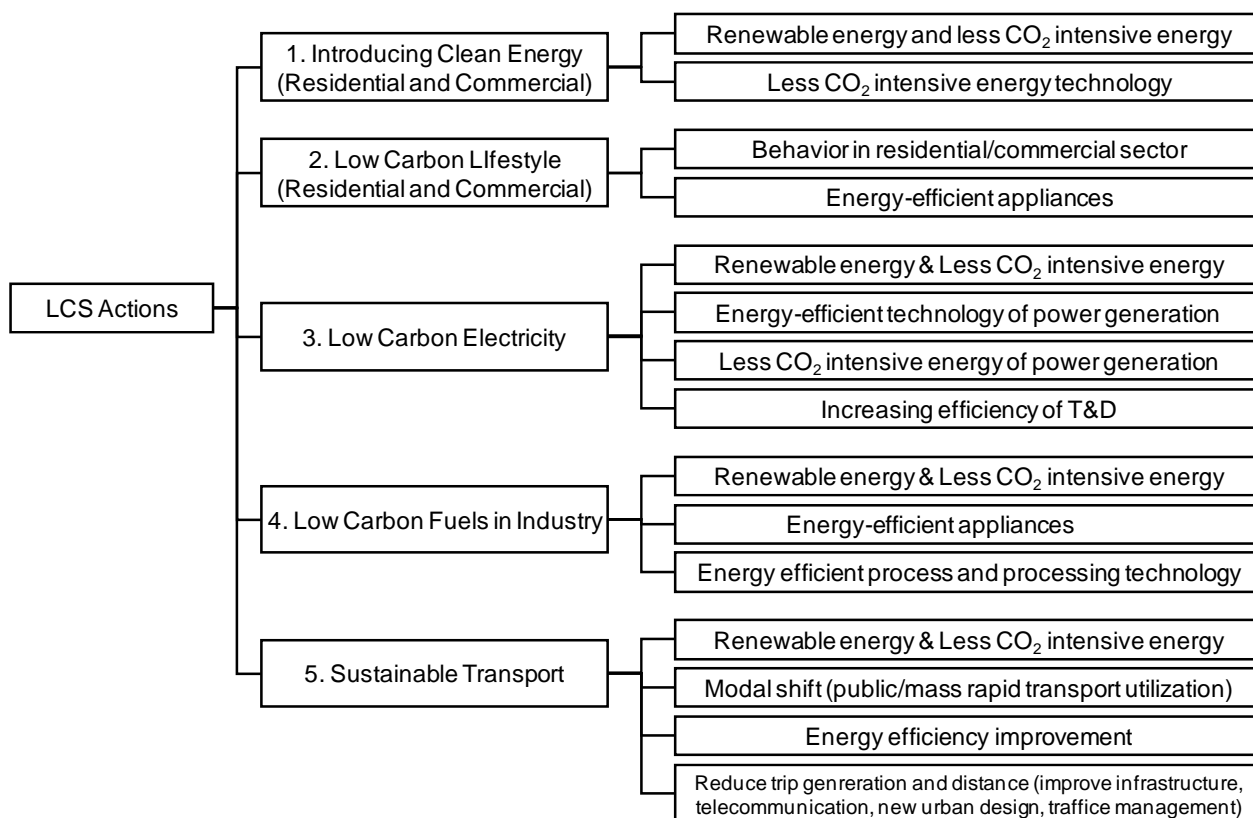 LCS Actions
1. Introducing Clean Energy
(Residential and Commercial)
Renewable energy and less CO₂ intensive energy
Less CO₂ intensive energy technology
2. Low Carbon LIfestyle
(Residential and Commercial)
Behavior in residential/commercial sector
Energy-efficient appliances
3. Low Carbon Electricity
Renewable energy & Less CO₂ intensive energy
Energy-efficient technology of power generation
Less CO₂ intensive energy of power generation
Increasing efficiency of T&D
4. Low Carbon Fuels in Industry
Renewable energy & Less CO₂ intensive energy
Energy-efficient appliances
Energy efficient process and processing technology
5. Sustainable Transport
Renewable energy & Less CO₂ intensive energy
Modal shift (public/mass rapid transport utilization)
Energy efficiency improvement
Reduce trip genreration and distance (improve infrastructure,
telecommunication, new urban design, traffice management)